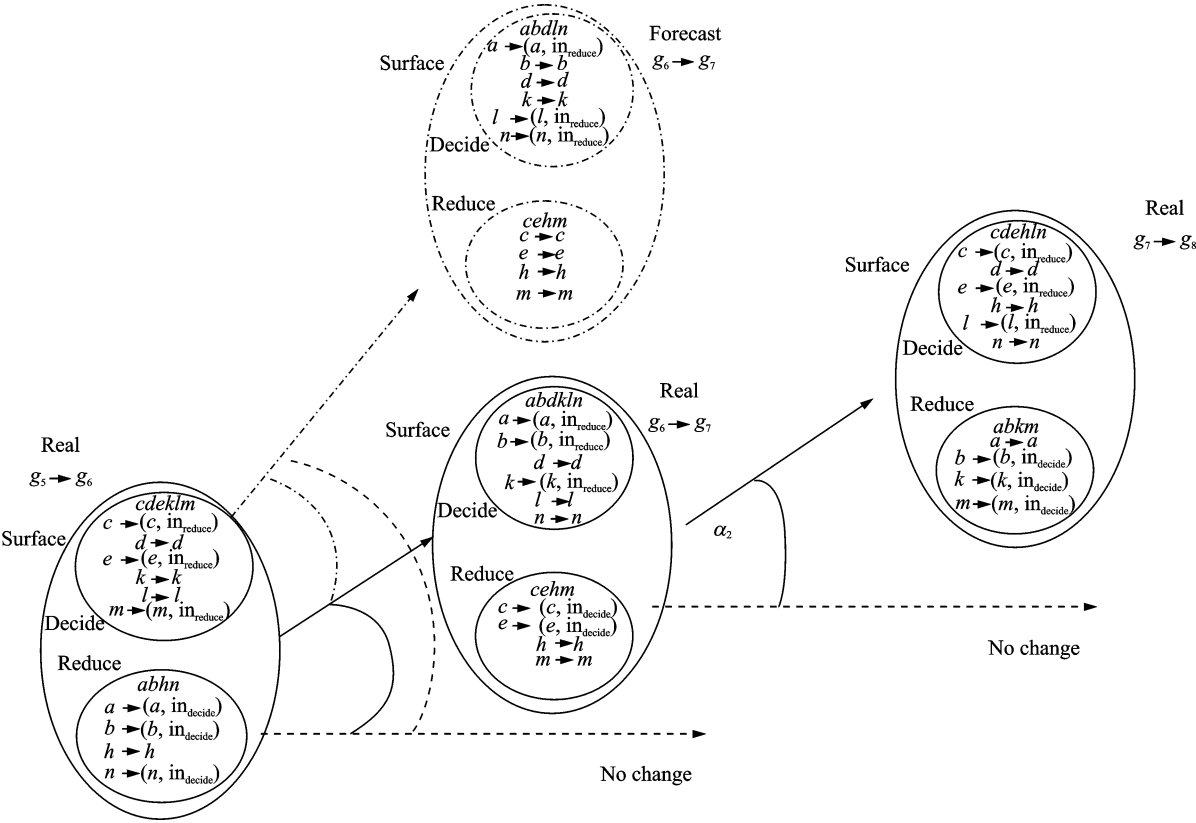 Forecast
g6 → g7
Surface
abdln
a → (a, inreduce)
b → b
d → d
k → k
l → (l, inreduce)
n → (n, inreduce)
Decide
Reduce
cehm
c → c
e → e
h → h
m → m
Real
g7 → g8
Surface
cdehln
c → (c, inreduce)
d → d
e → (e, inreduce)
h → h
l → (l, inreduce)
n → n
Decide
Reduce
abkm
a → a
b → (b, indecide)
k → (k, indecide)
m → (m, indecide)
Real
g6 → g7
Surface
abdkln
a → (a, inreduce)
b → (b, inreduce)
d → d
k → (k, inreduce)
l → l
n → n
Decide
Reduce
cehm
c → (c, indecide)
e → (e, indecide)
h → h
m → m
α2
No change
Real
g5 → g6
Surface
cdeklm
c → (c, inreduce)
d → d
e → (e, inreduce)
k → k
l → l
m → (m, inreduce)
Decide
Reduce
abhn
a → (a, indecide)
b → (b, indecide)
h → h
n → (n, indecide)
No change